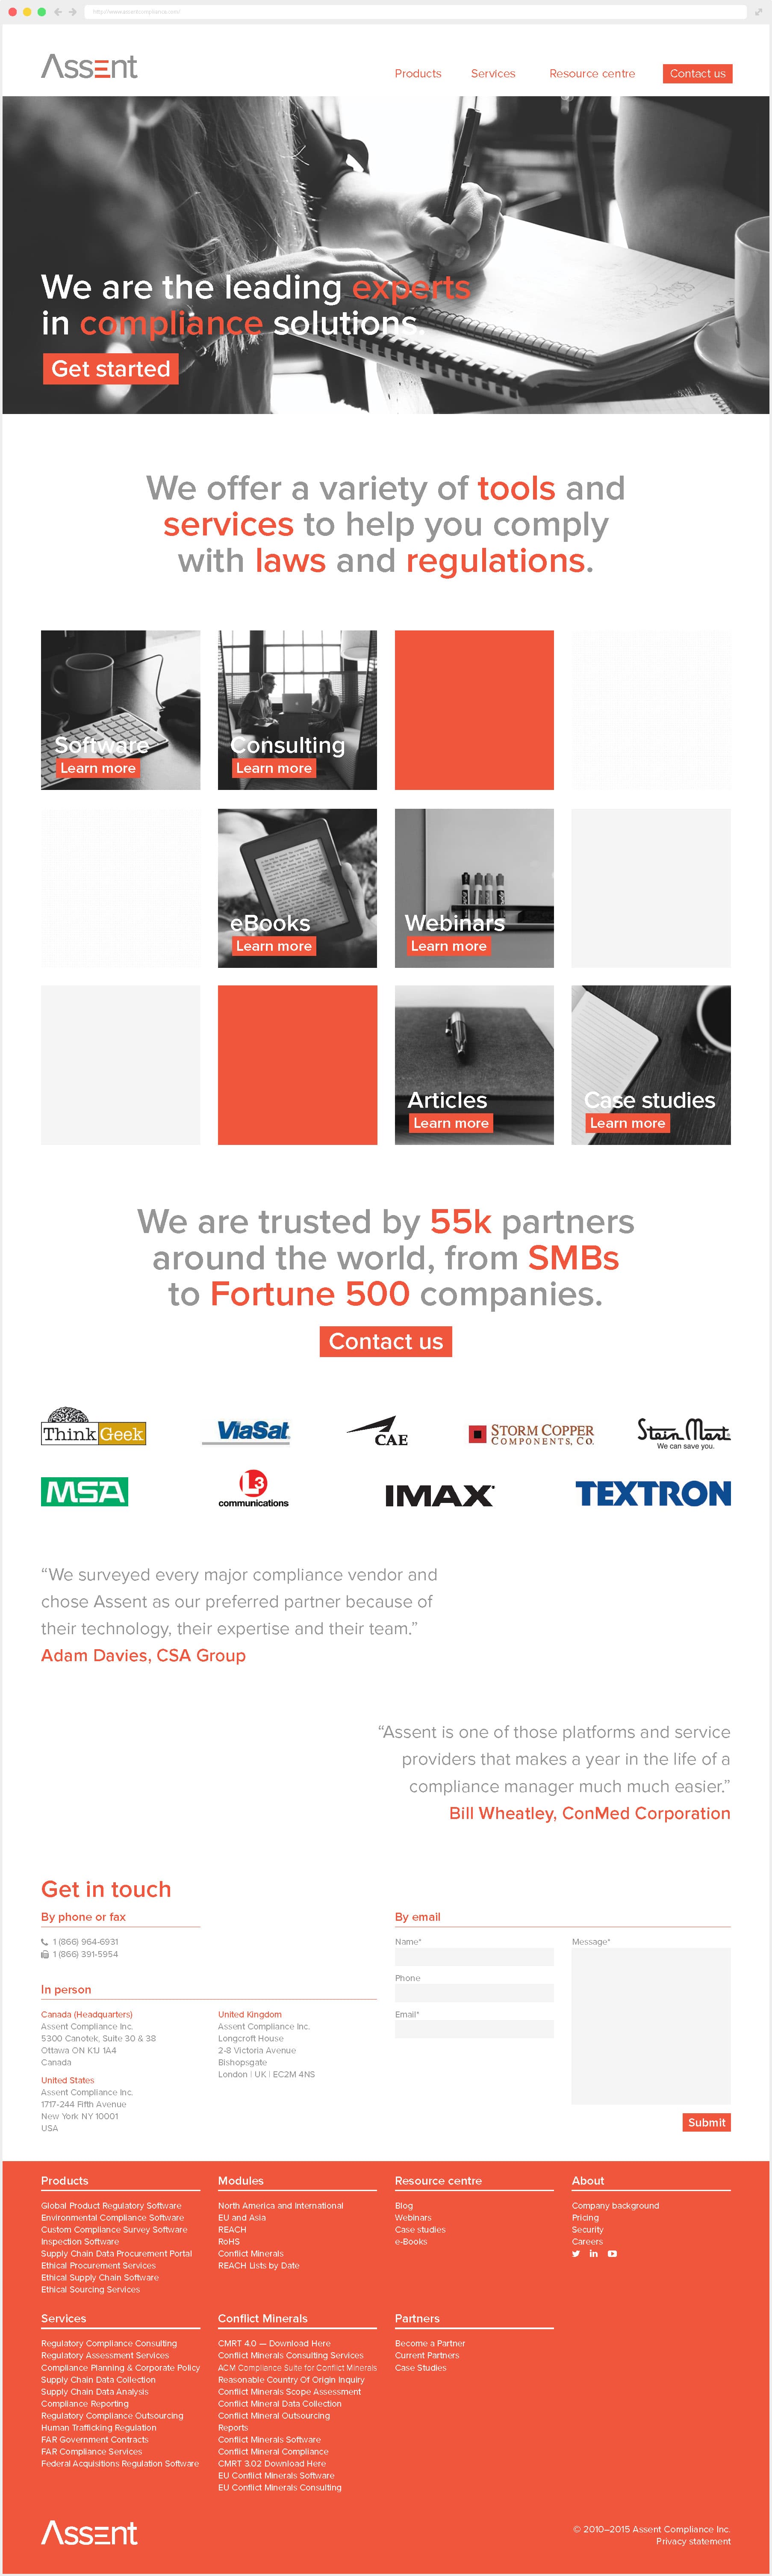 http://www.assentcompliance.com/
Assent
Products
Services
Resource centre
Contact us
We are the leading experts
in compliance solutions.
Get started
We offer a variety of tools and
services to help you comply
with laws and regulations.
Software
Learn more
Consulting
Learn more
eBooks
Learn more
Webinars
Learn more
Articles
Learn more
Case studies
Learn more
We are trusted by 55k partners
around the world, from SMBs
to Fortune 500 companies.
Contact us
ThinkGeek
ViaSat
CAE
STORM COPPER
COMPONENTS, CO.
Stein Mart
We can save you.
MSA
L3
communications
IMAX
TEXTRON
“We surveyed every major compliance vendor and
chose Assent as our preferred partner because of
their technology, their expertise and their team.”
Adam Davies, CSA Group
“Assent is one of those platforms and service
providers that makes a year in the life of a
compliance manager much much easier.”
Bill Wheatley, ConMed Corporation
Get in touch
By phone or fax
1 (866) 964-6931
1 (866) 391-5954
In person
Canada (Headquarters)
Assent Compliance Inc.
5300 Canotek, Suite 30 & 38
Ottawa ON K1J 1A4
Canada
United States
Assent Compliance Inc.
1717-244 Fifth Avenue
New York NY 10001
USA
United Kingdom
Assent Compliance Inc.
Longcroft House
2-8 Victoria Avenue
Bishopsgate
London | UK | EC2M 4NS
By email
Name*
Phone
Email*
Message*
Submit
Products
Global Product Regulatory Software
Environmental Compliance Software
Custom Compliance Survey Software
Inspection Software
Supply Chain Data Procurement Portal
Ethical Procurement Services
Ethical Supply Chain Software
Ethical Sourcing Services
Modules
North America and International
EU and Asia
REACH
RoHS
Conflict Minerals
REACH Lists by Date
Resource centre
Blog
Webinars
Case studies
e-Books
About
Company background
Pricing
Security
Careers
Services
Regulatory Compliance Consulting
Regulatory Assessment Services
Compliance Planning & Corporate Policy
Supply Chain Data Collection
Supply Chain Data Analysis
Compliance Reporting
Regulatory Compliance Outsourcing
Human Trafficking Regulation
FAR Government Contracts
FAR Compliance Services
Federal Acquisitions Regulation Software
Conflict Minerals
CMRT 4.0 — Download Here
Conflict Minerals Consulting Services
ACM Compliance Suite for Conflict Minerals
Reasonable Country Of Origin Inquiry
Conflict Minerals Scope Assessment
Conflict Mineral Data Collection
Conflict Mineral Outsourcing
Reports
Conflict Minerals Software
Conflict Mineral Compliance
CMRT 3.02 Download Here
EU Conflict Minerals Software
EU Conflict Minerals Consulting
Partners
Become a Partner
Current Partners
Case Studies
Assent
© 2010–2015 Assent Compliance Inc.
Privacy statement